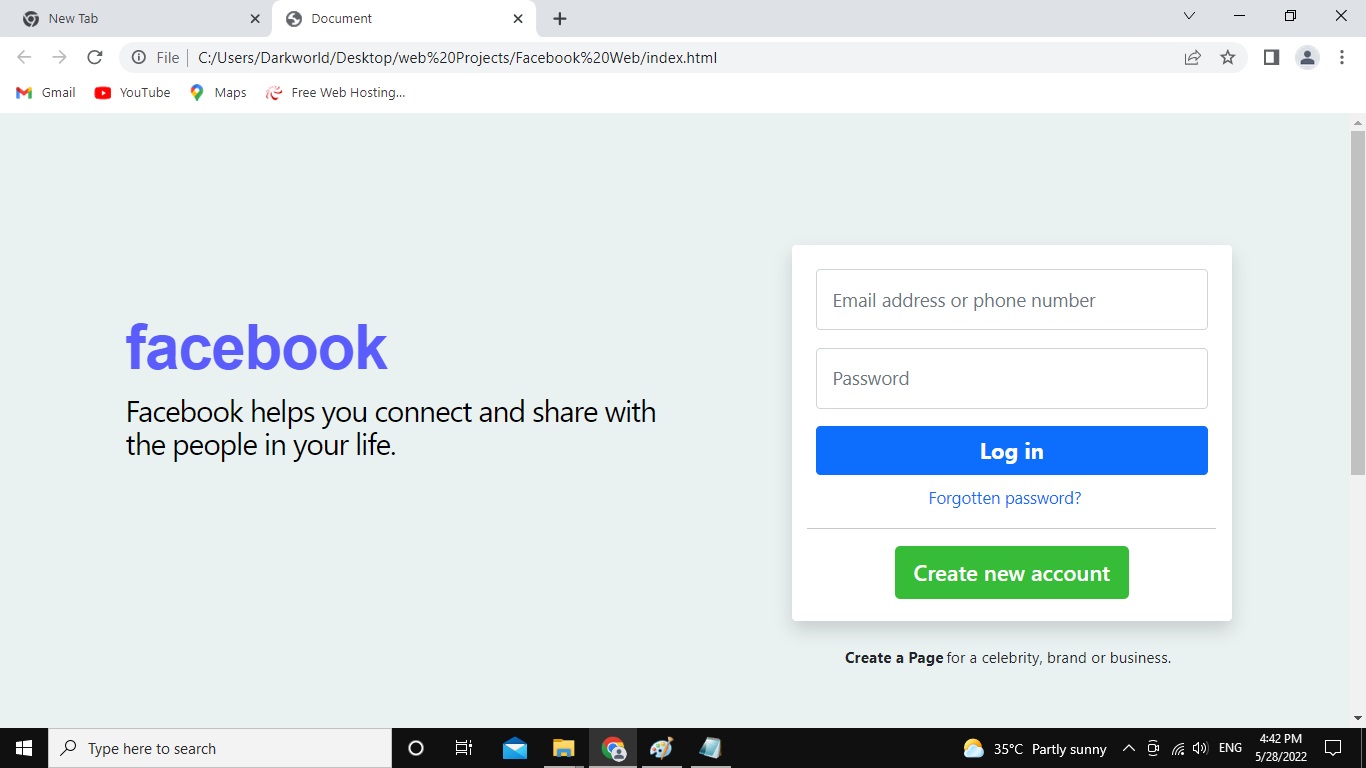 New Tab
Document
File
C:/Users/Darkworld/Desktop/web%20Projects/Facebook%20Web/index.html
Gmail
YouTube
Maps
Free Web Hosting...
facebook
Facebook helps you connect and share with
the people in your life.
Email address or phone number
Password
Log in
Forgotten password?
Create new account
Create a Page for a celebrity, brand or business.
Type here to search
35°C Partly sunny
ENG
4:42 PM
5/28/2022